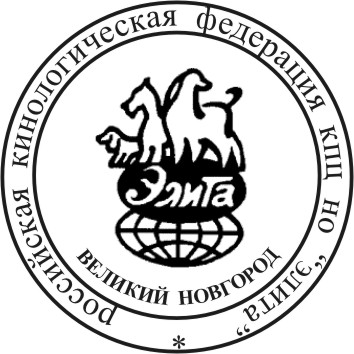 российская кинологическая федерация кпц но "элита" *
Элита
ВЕЛИКИЙ НОВГОРОД